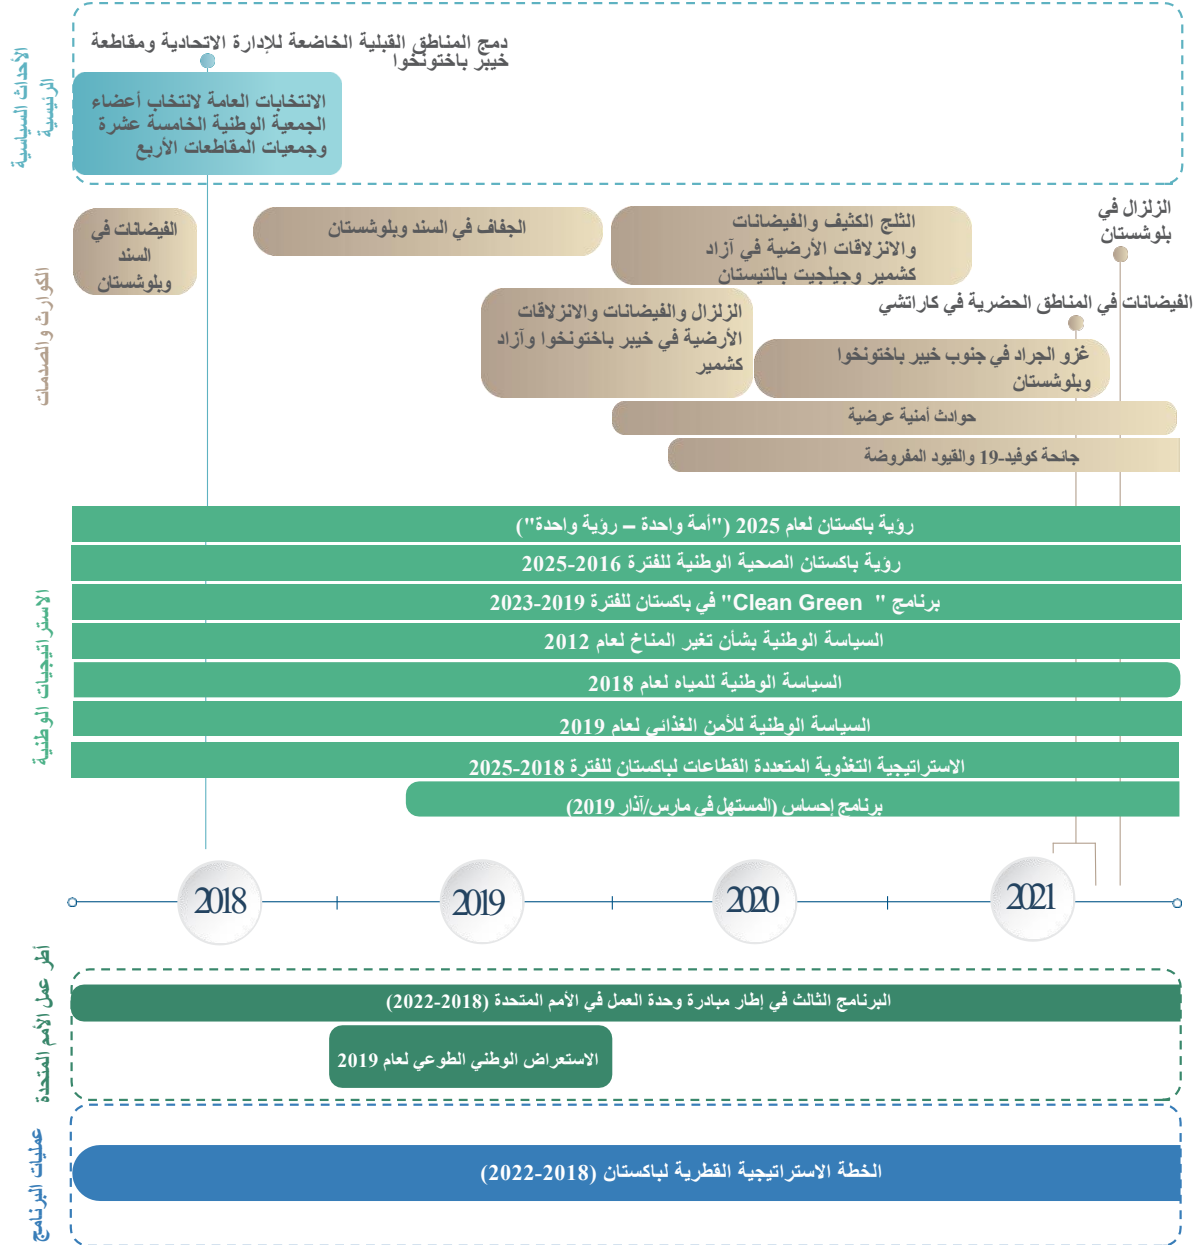 الأحداث السياسية
الرئيسية
دمج المناطق القبلية الخاضعة للإدارة الاتحادية ومقاطعة
خيبر باختونخوا
الانتخابات العامة لانتخاب أعضاء
الجمعية الوطنية الخامسة عشرة
وجمعيات المقاطعات الأربع
الكوارث والصدمات
الفيضانات في
السند
وبلوشستان
الجفاف في السند وبلوشستان
الثلج الكثيف والفيضانات
والانزلاقات الأرضية في آزاد
كشمير وجيلجيت بالتيستان
الزلزال في
بلوشستان
الزلزال والفيضانات والانزلاقات
الأرضية في خيبر باختونخوا وآزاد
كشمير
الفيضانات في المناطق الحضرية في كاراتشي
غزو الجراد في جنوب خيبر باختونخوا
وبلوشستان
حوادث أمنية عرضية
جائحة كوفيد-19 والقيود المفروضة
الاستراتيجيات الوطنية
رؤية باكستان لعام 2025 ("أمة واحدة – رؤية واحدة")
رؤية باكستان الصحية الوطنية للفترة 2016-2025
برنامج " Clean Green" في باكستان للفترة 2019-2023
السياسة الوطنية بشأن تغير المناخ لعام 2012
السياسة الوطنية للمياه لعام 2018
السياسة الوطنية للأمن الغذائي لعام 2019
الاستراتيجية التغذوية المتعددة القطاعات لباكستان للفترة 2018-2025
برنامج إحساس (المستهل في مارس/آذار 2019)
2018
2019
2020
2021
أطر عمل الأمم المتحدة
البرنامج الثالث في إطار مبادرة وحدة العمل في الأمم المتحدة (2018-2022)
الاستعراض الوطني الطوعي لعام 2019
عمليات البرنامج
الخطة الاستراتيجية القطرية لباكستان (2018-2022)